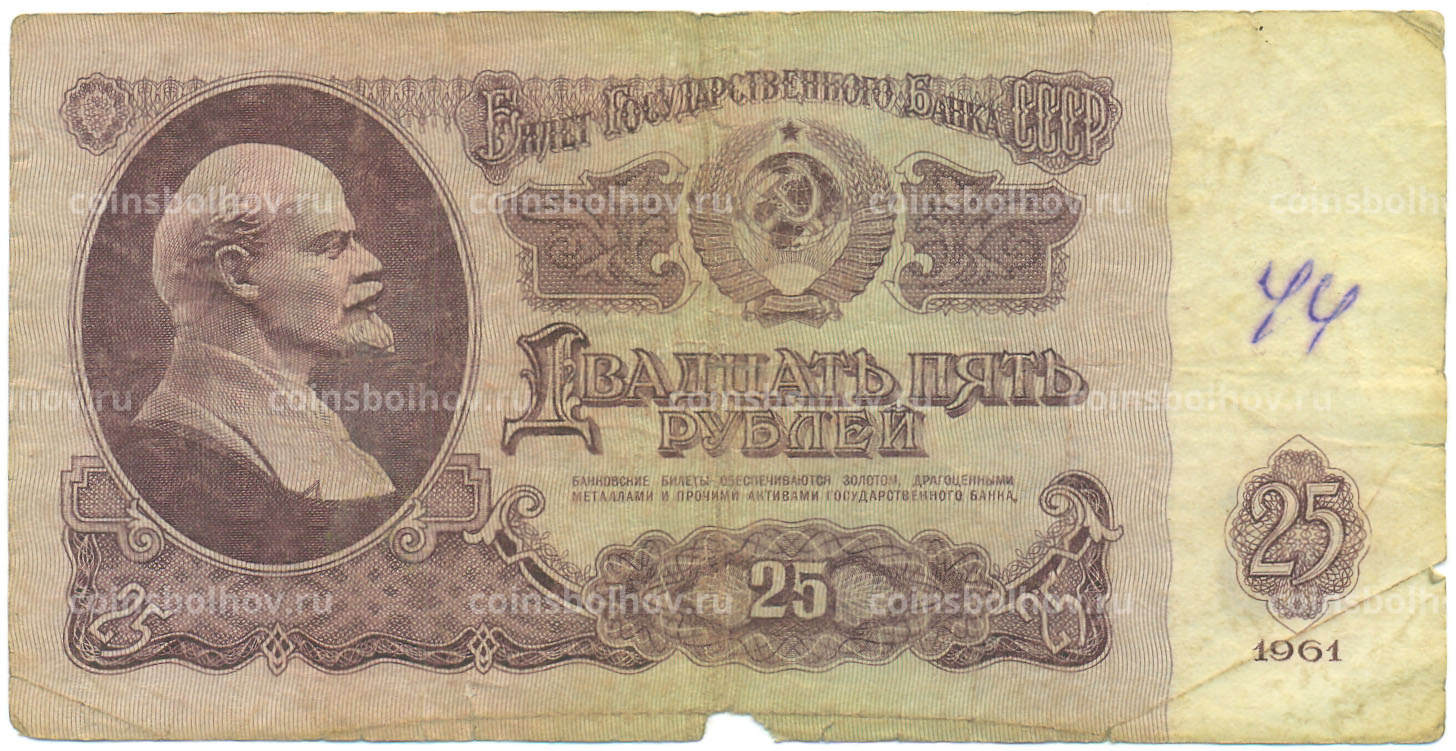 Билет Государственного Банка СССР
Двадцать пять
рублей
БАНКОВСКИЕ БИЛЕТЫ ОБЕСПЕЧИВАЮТСЯ ЗОЛОТОМ, ДРАГОЦЕННЫМИ
МЕТАЛЛАМИ И ПРОЧИМИ АКТИВАМИ ГОСУДАРСТВЕННОГО БАНКА.
25
25
25
25
1961
coinsbolhov.ru